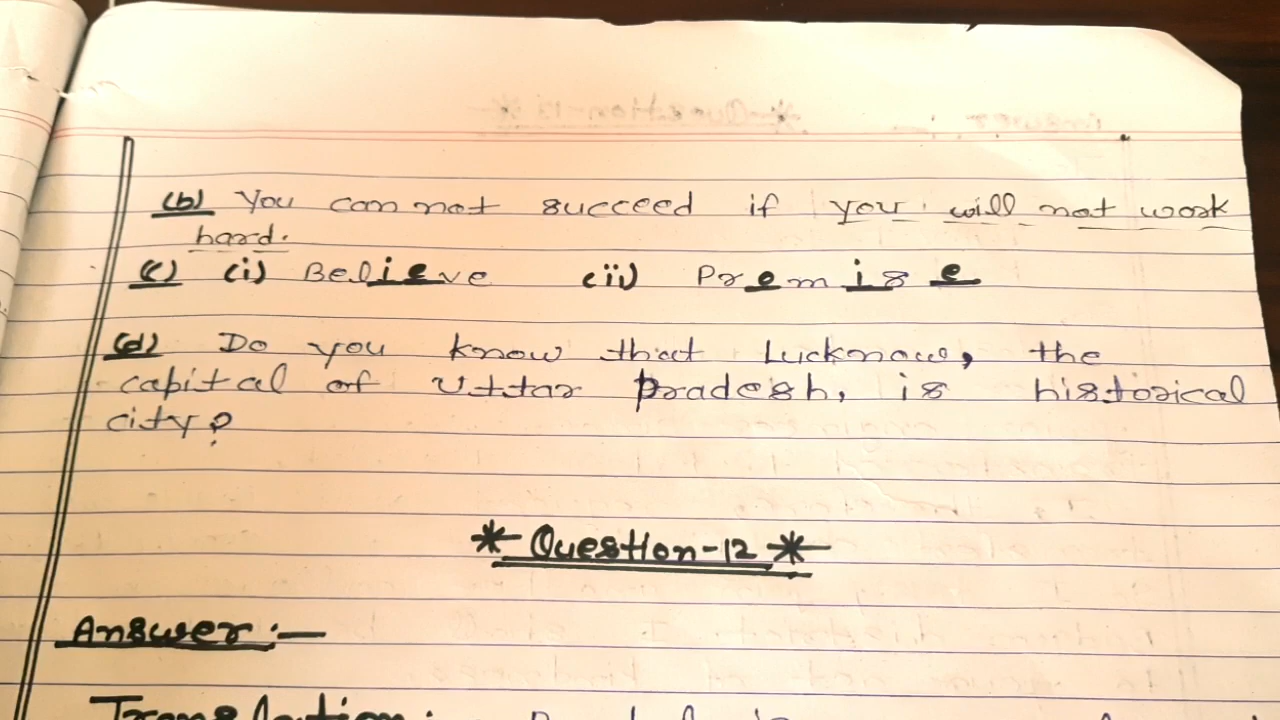 (b) You can not succeed if you will not work
hard.
(c) (i) Believe (ii) Premise
(d) Do you know that Lucknow, the
capital of Uttar pradesh, is historical
city?
* Question-12 *
Answer :-
Translation :